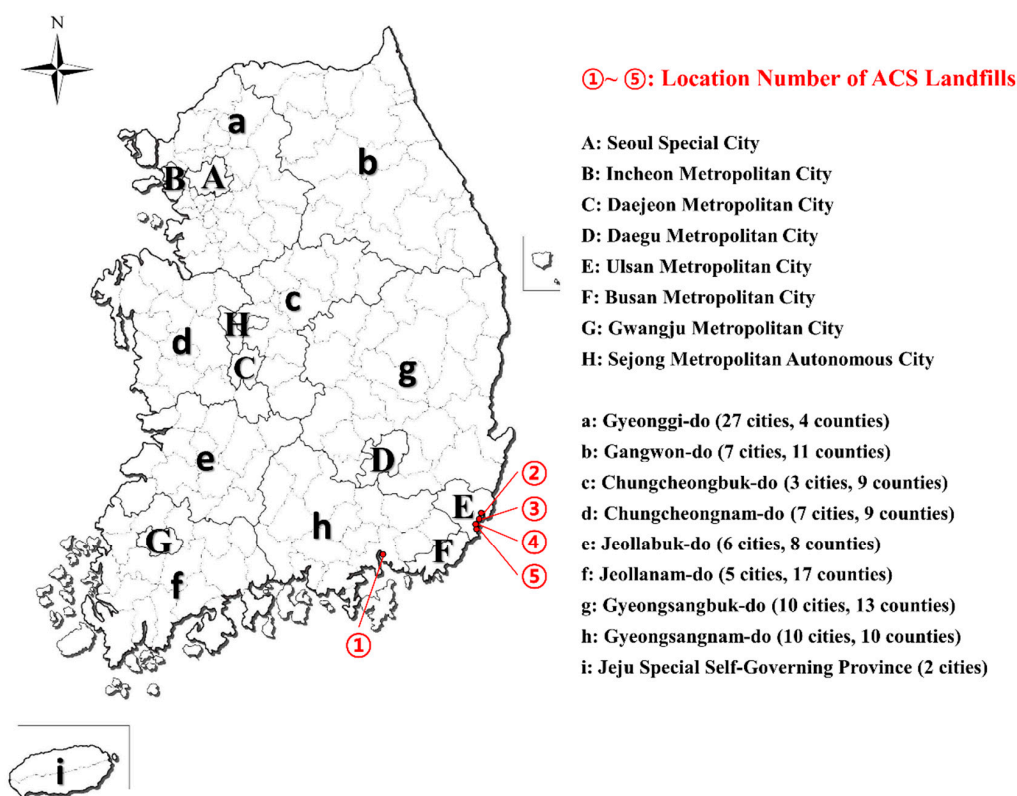 N
①~ ⑤: Location Number of ACS Landfills
A: Seoul Special City
B: Incheon Metropolitan City
C: Daejeon Metropolitan City
D: Daegu Metropolitan City
E: Ulsan Metropolitan City
F: Busan Metropolitan City
G: Gwangju Metropolitan City
H: Sejong Metropolitan Autonomous City
a: Gyeonggi-do (27 cities, 4 counties)
b: Gangwon-do (7 cities, 11 counties)
c: Chungcheongbuk-do (3 cities, 9 counties)
d: Chungcheongnam-do (7 cities, 9 counties)
e: Jeollabuk-do (6 cities, 8 counties)
f: Jeollanam-do (5 cities, 17 counties)
g: Gyeongsangbuk-do (10 cities, 13 counties)
h: Gyeongsangnam-do (10 cities, 10 counties)
i: Jeju Special Self-Governing Province (2 cities)
a
b
B
A
c
H
d
C
g
e
D
②
E
③
h
G
④
F
⑤
f
①
i